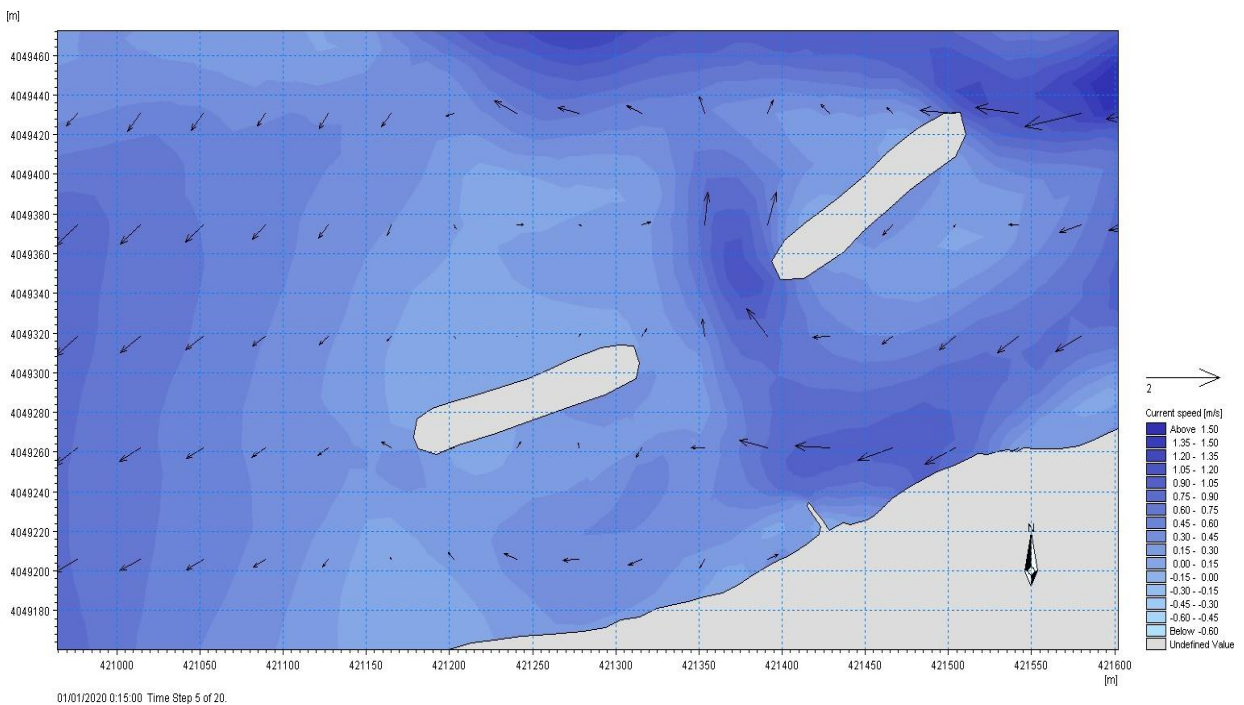 [m]
4049460
4049440
4049420
4049400
4049380
4049360
4049340
4049320
4049300
4049280
4049260
4049240
4049220
4049200
4049180
421000
421050
421100
421150
421200
421250
421300
421350
421400
421450
421500
421550
421600
[m]
N
2
Current speed [m/s]
Above 1.50
1.35 - 1.50
1.20 - 1.35
1.05 - 1.20
0.90 - 1.05
0.75 - 0.90
0.60 - 0.75
0.45 - 0.60
0.30 - 0.45
0.15 - 0.30
0.00 - 0.15
-0.15 - 0.00
-0.30 - -0.15
-0.45 - -0.30
-0.60 - -0.45
Below -0.60
Undefined Value
01/01/2020 0:15:00 Time Step 5 of 20.